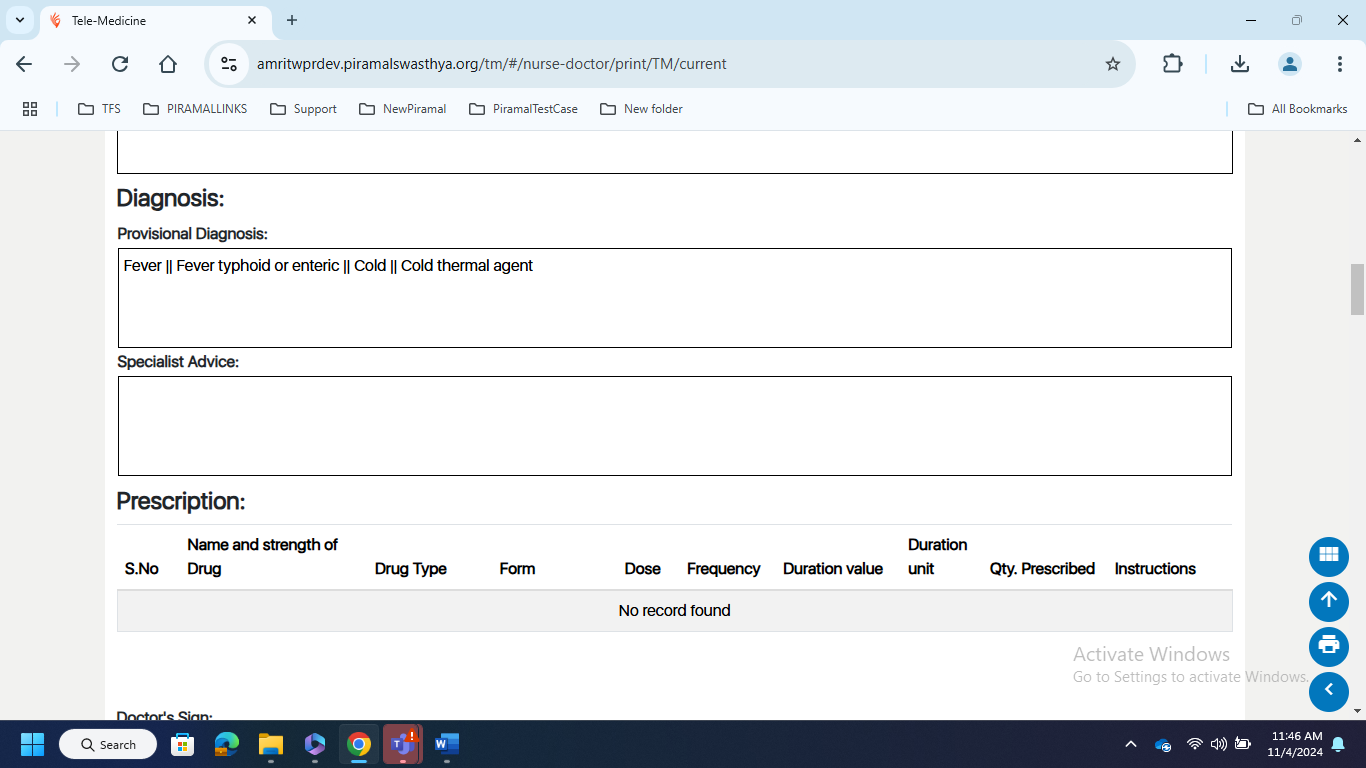 Tele-Medicine
amritwprdev.piramalswasthya.org/tm/#/nurse-doctor/print/TM/current
TFS PIRAMALLINKS Support NewPiramal PiramalTestCase New folder All Bookmarks
Diagnosis:
Provisional Diagnosis:
Fever || Fever typhoid or enteric || Cold || Cold thermal agent
Specialist Advice:
Prescription:
S.No Name and strength of Drug Drug Type Form Dose Frequency Duration value Duration unit Qty. Prescribed Instructions
No record found
Activate Windows
Go to Settings to activate Windows.
Doctor's Sign:
Search
11:46 AM
11/4/2024